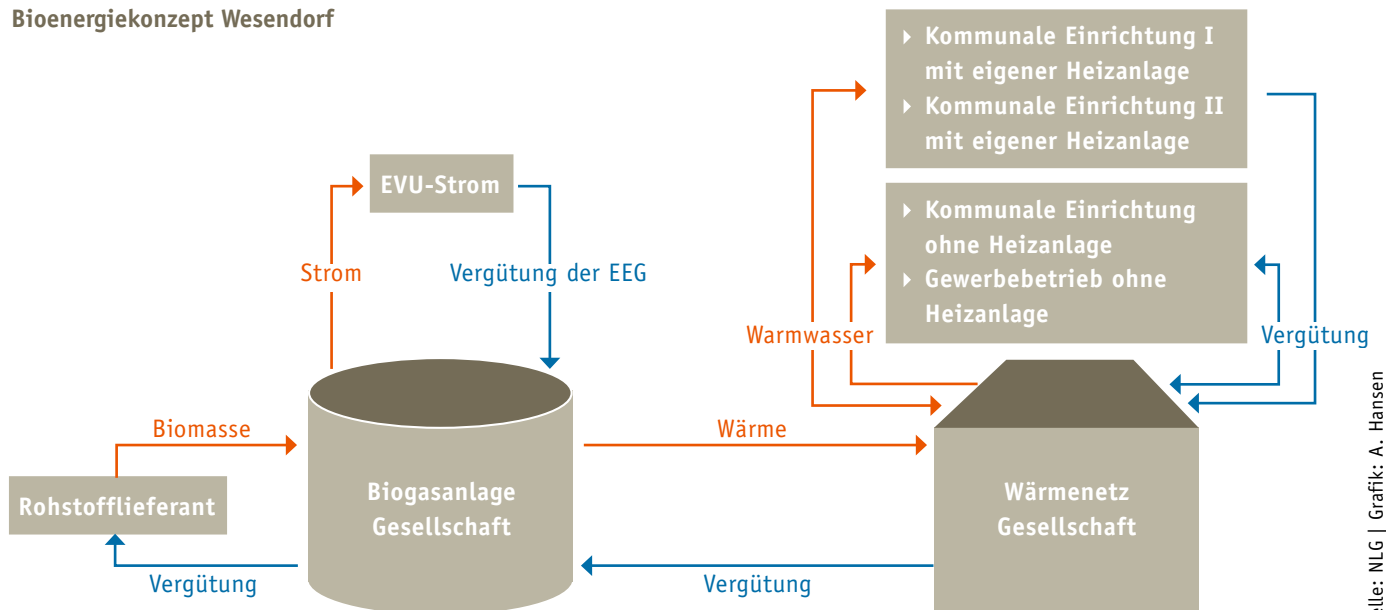 Bioenergiekonzept Wesendorf
Kommunale Einrichtung I
mit eigener Heizanlage
Kommunale Einrichtung II
mit eigener Heizanlage
EVU-Strom
Kommunale Einrichtung
ohne Heizanlage
Gewerbebetrieb ohne
Heizanlage
Strom
Vergütung der EEG
Warmwasser
Vergütung
Biomasse
Wärme
Rohstofflieferant
Biogasanlage
Gesellschaft
Wärmenetz
Gesellschaft
Vergütung
Vergütung
elle: NLG | Grafik: A. Hansen